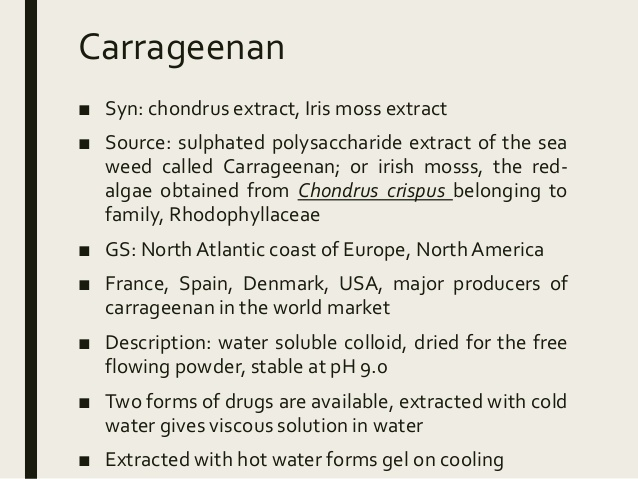 Carrageenan
■ Syn: chondrus extract, Iris moss extract
■ Source: sulphated polysaccharide extract of the sea
weed called Carrageenan; or irish mosss, the red-
algae obtained from Chondrus crispus belonging to
family, Rhodophyllaceae
■ GS: North Atlantic coast of Europe, North America
■ France, Spain, Denmark, USA, major producers of
carrageenan in the world market
■ Description: water soluble colloid, dried for the free
flowing powder, stable at pH 9.0
■ Two forms of drugs are available, extracted with cold
water gives viscous solution in water
■ Extracted with hot water forms gel on cooling